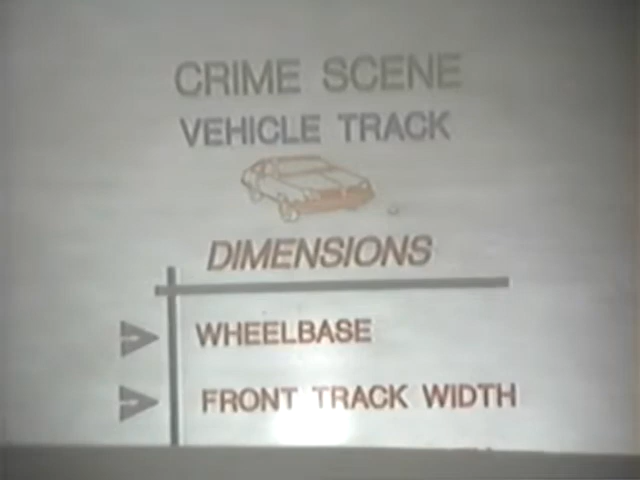 CRIME SCENE
VEHICLE TRACK
DIMENSIONS
WHEELBASE
FRONT TRACK WIDTH